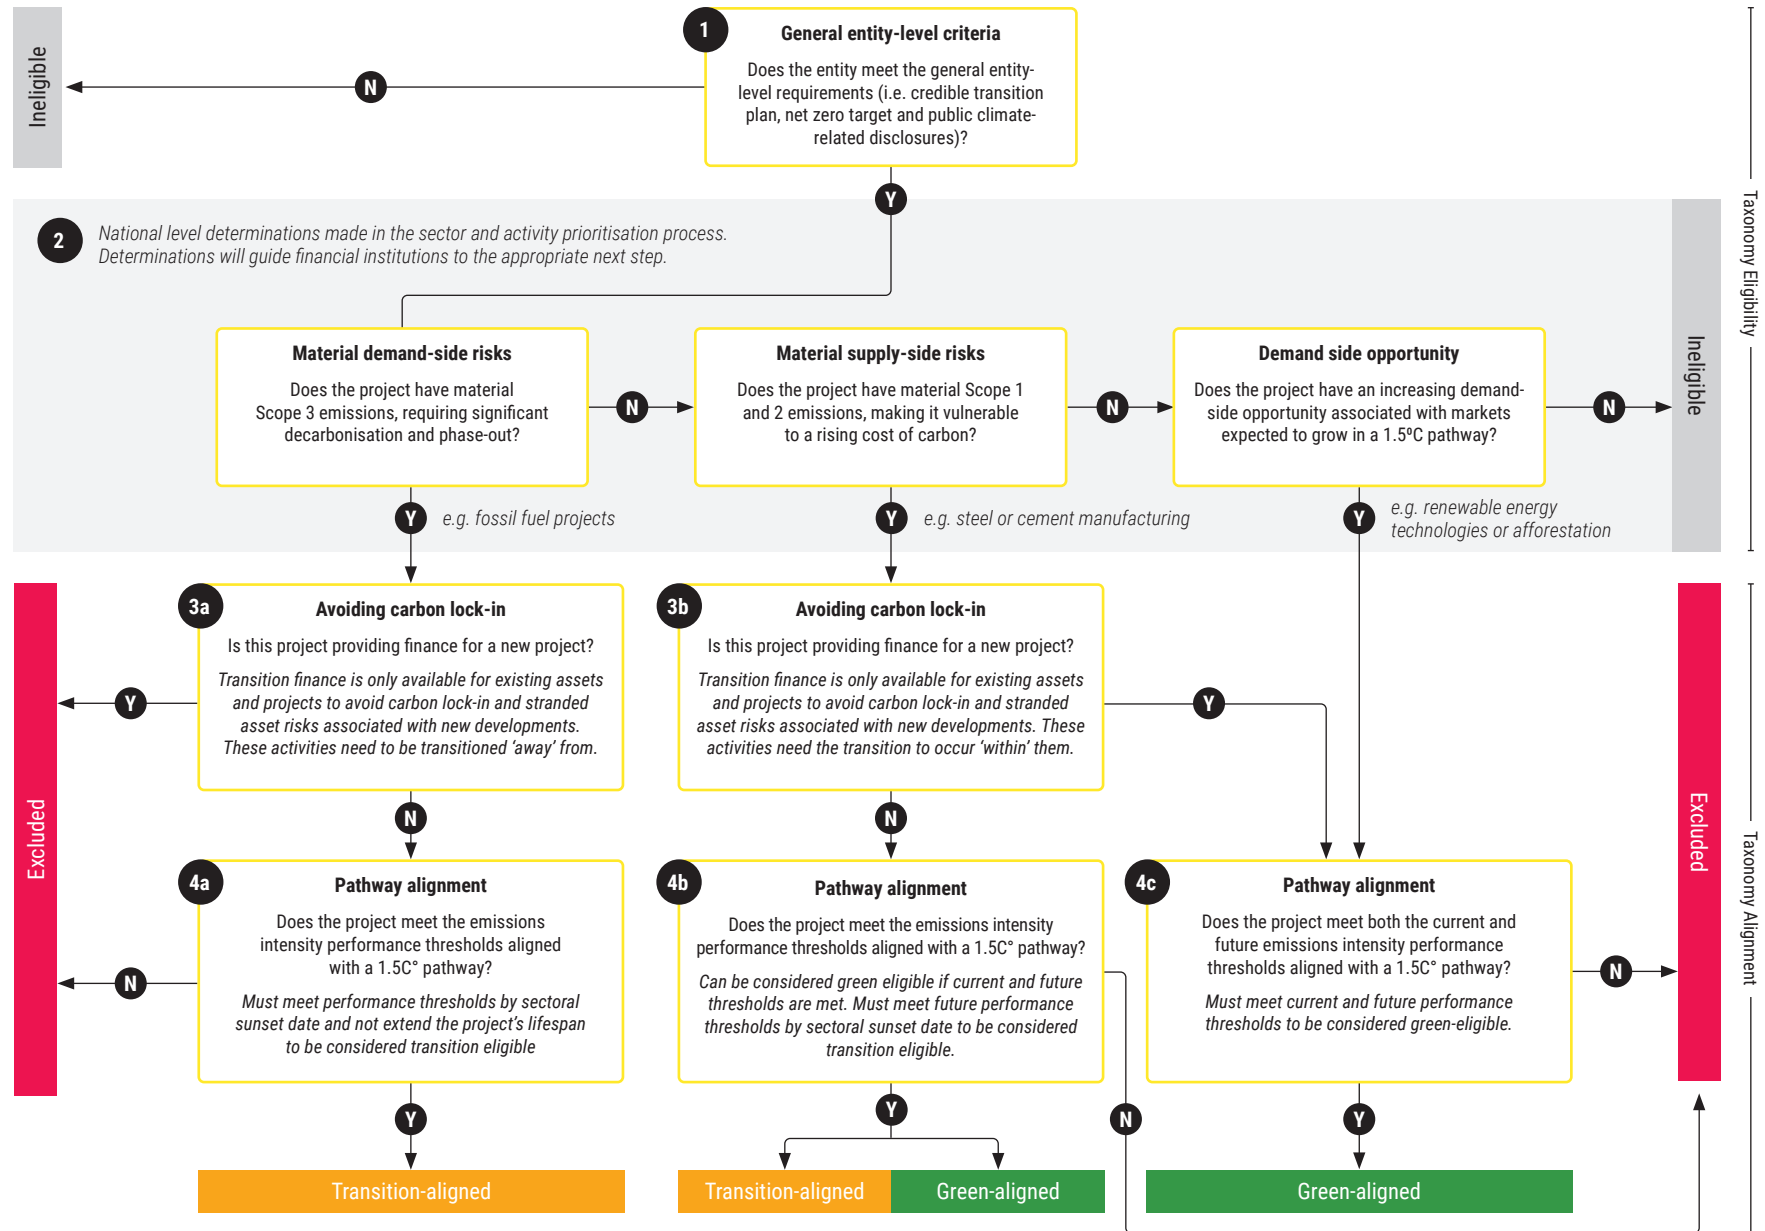 1
General entity-level criteria
Does the entity meet the general entity-
level requirements (i.e. credible transition
plan, net zero target and public climate-
related disclosures)?
N
Ineligible
Y
2
National level determinations made in the sector and activity prioritisation process.
Determinations will guide financial institutions to the appropriate next step.
Material demand-side risks
Does the project have material
Scope 3 emissions, requiring significant
decarbonisation and phase-out?
N
Material supply-side risks
Does the project have material Scope 1
and 2 emissions, making it vulnerable
to a rising cost of carbon?
N
Demand side opportunity
Does the project have an increasing demand-
side opportunity associated with markets
expected to grow in a 1.5ºC pathway?
N
Ineligible
Taxonomy Eligibility
Y
e.g. fossil fuel projects
Y
e.g. steel or cement manufacturing
Y
e.g. renewable energy
technologies or afforestation
3a
Avoiding carbon lock-in
Is this project providing finance for a new project?
Transition finance is only available for existing assets
and projects to avoid carbon lock-in and stranded
asset risks associated with new developments.
These activities need to be transitioned ‘away’ from.
Y
N
3b
Avoiding carbon lock-in
Is this project providing finance for a new project?
Transition finance is only available for existing assets
and projects to avoid carbon lock-in and stranded
asset risks associated with new developments. These
activities need the transition to occur ‘within’ them.
Y
N
Excluded
Excluded
Taxonomy Alignment
4a
Pathway alignment
Does the project meet the emissions
intensity performance thresholds aligned
with a 1.5C° pathway?
Must meet performance thresholds by sectoral
sunset date and not extend the project’s lifespan
to be considered transition eligible
N
Y
4b
Pathway alignment
Does the project meet the emissions intensity
performance thresholds aligned with a 1.5C° pathway?
Can be considered green eligible if current and future
thresholds are met. Must meet future performance
thresholds by sectoral sunset date to be considered
transition eligible.
Y
N
4c
Pathway alignment
Does the project meet both the current and
future emissions intensity performance
thresholds aligned with a 1.5C° pathway?
Must meet current and future performance
thresholds to be considered green-eligible.
N
Y
Transition-aligned
Transition-aligned
Green-aligned
Green-aligned